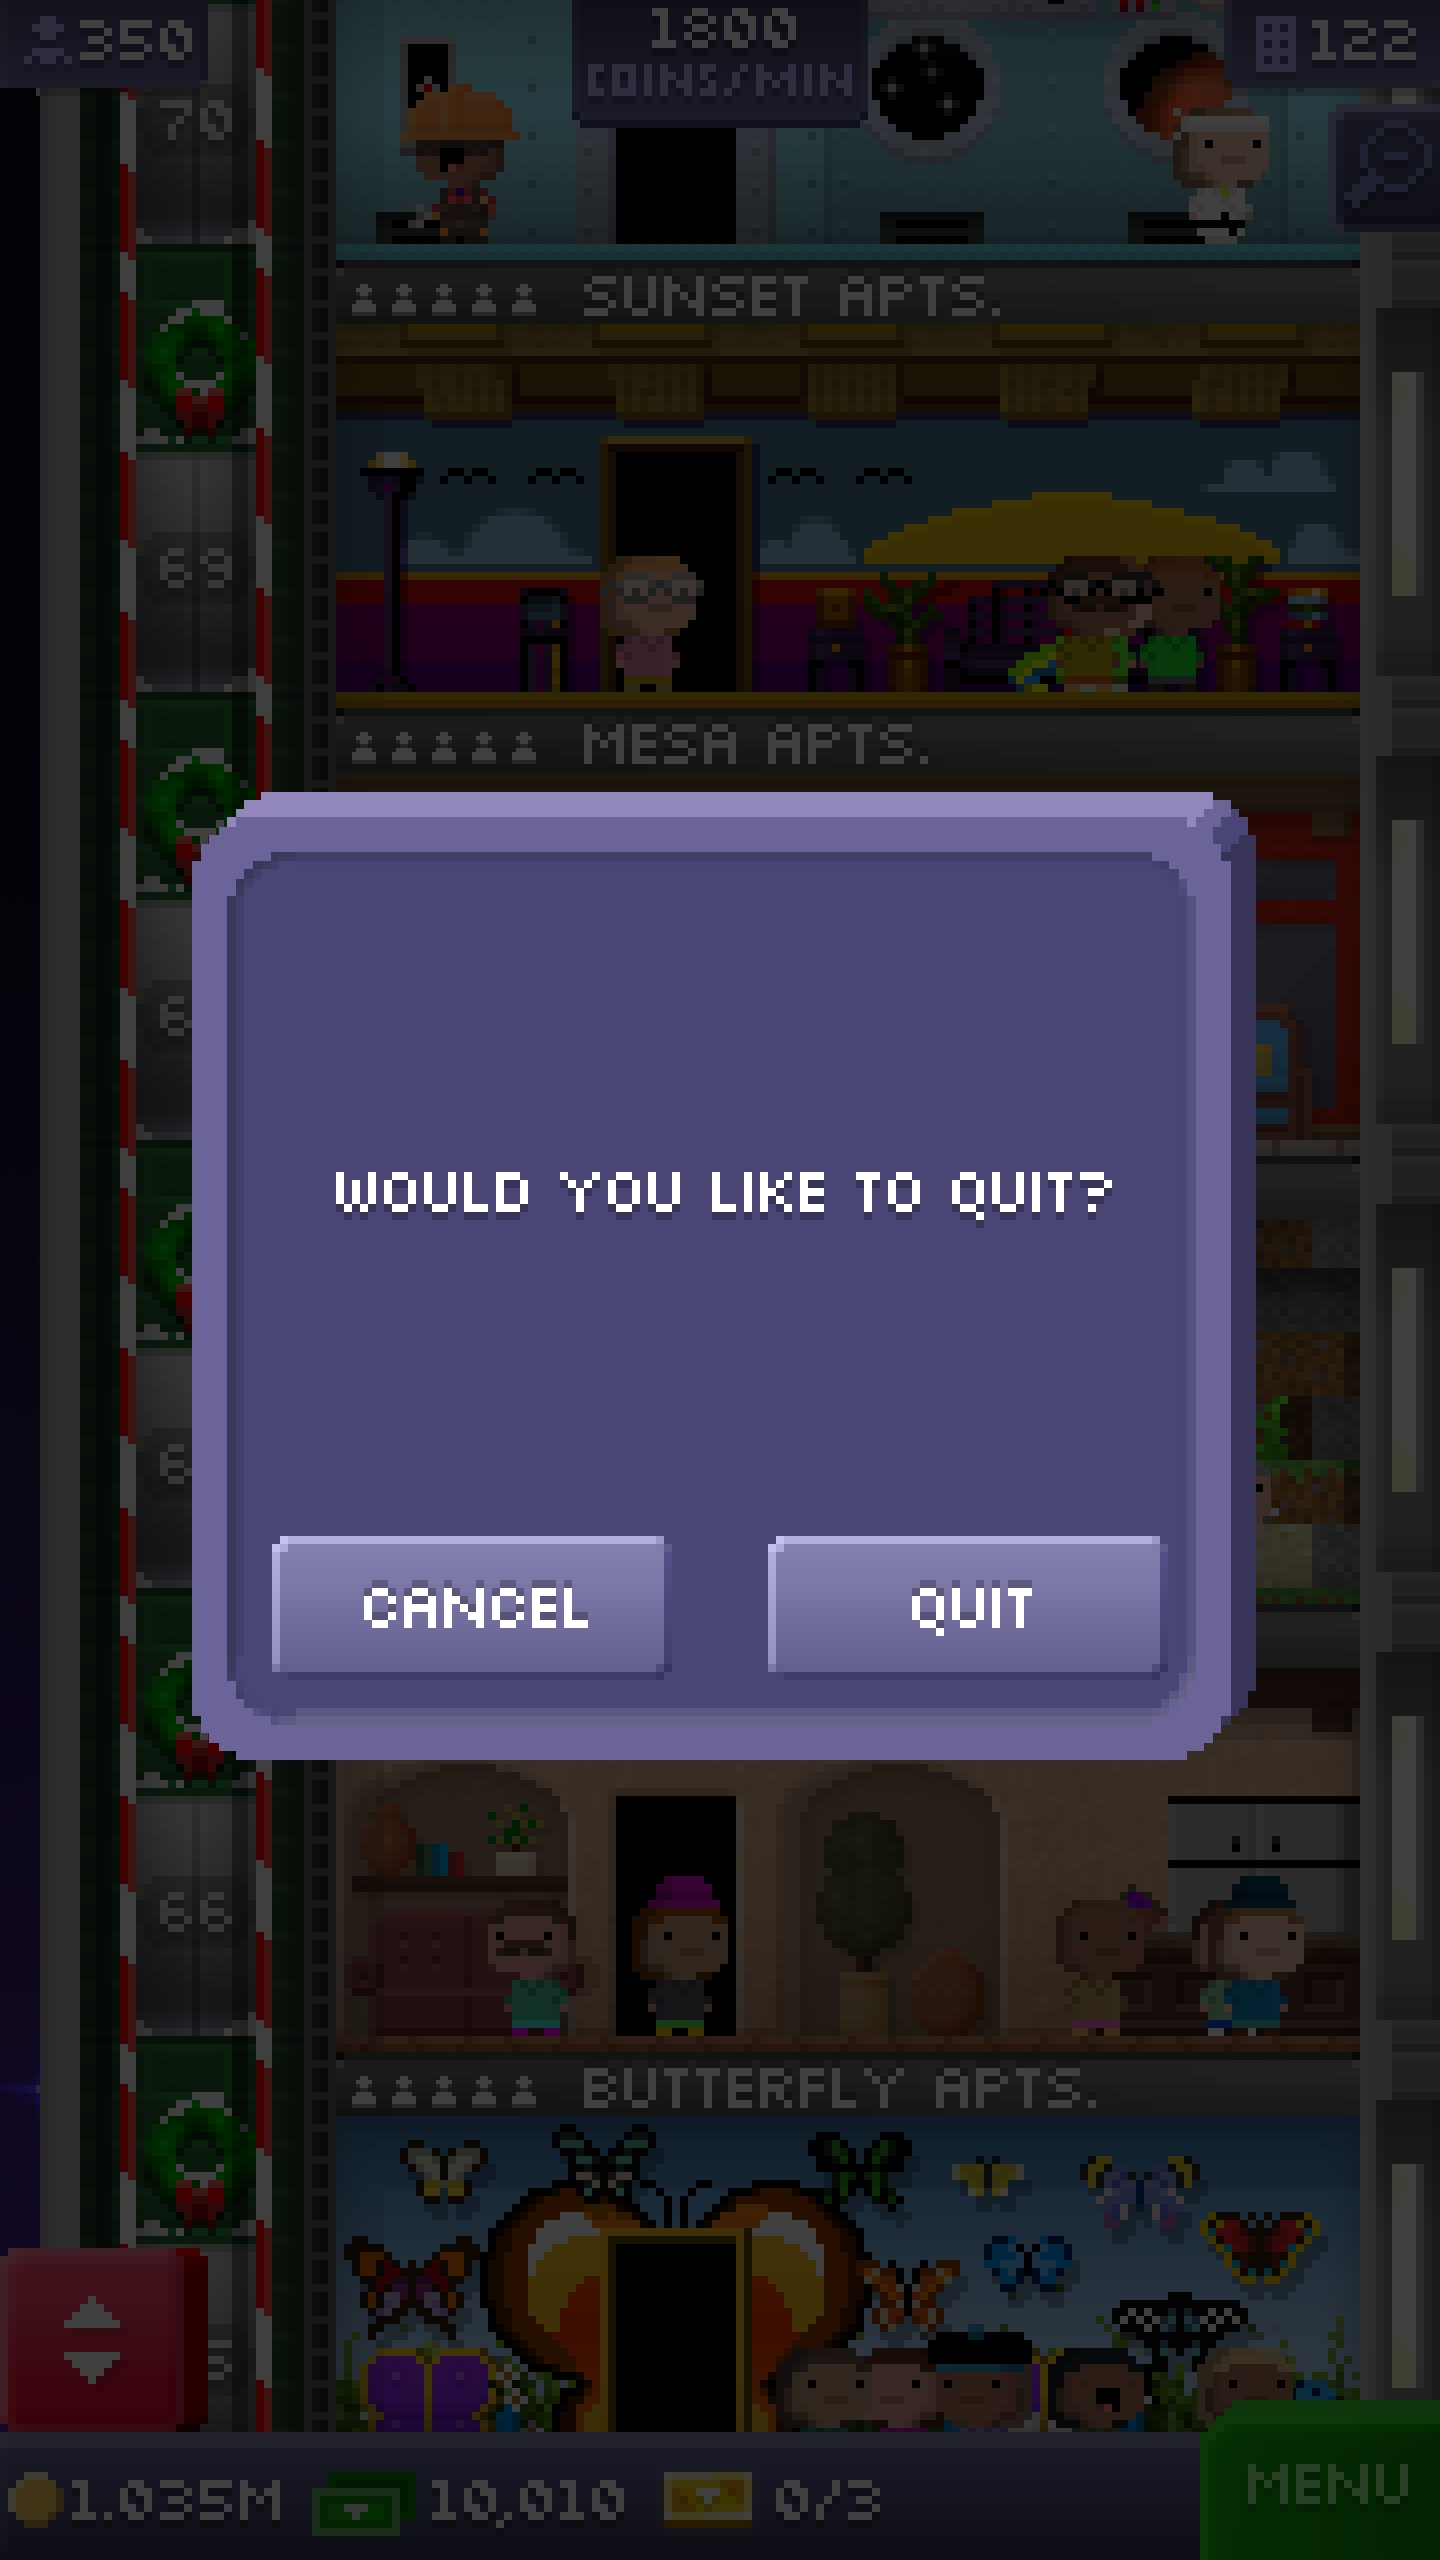 350
1800
COINS/MIN
122
70
SUNSET APTS.
69
MESA APTS.
WOULD YOU LIKE TO QUIT?
CANCEL
QUIT
66
BUTTERFLY APTS.
1.035M
10,010
0/3
MENU